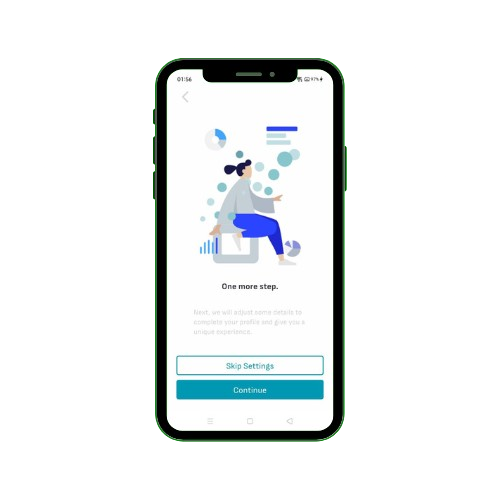 01:56
97%
One more step.
Next, we will adjust some details to
complete your profile and give you a
unique experience.
Skip Settings
Continue